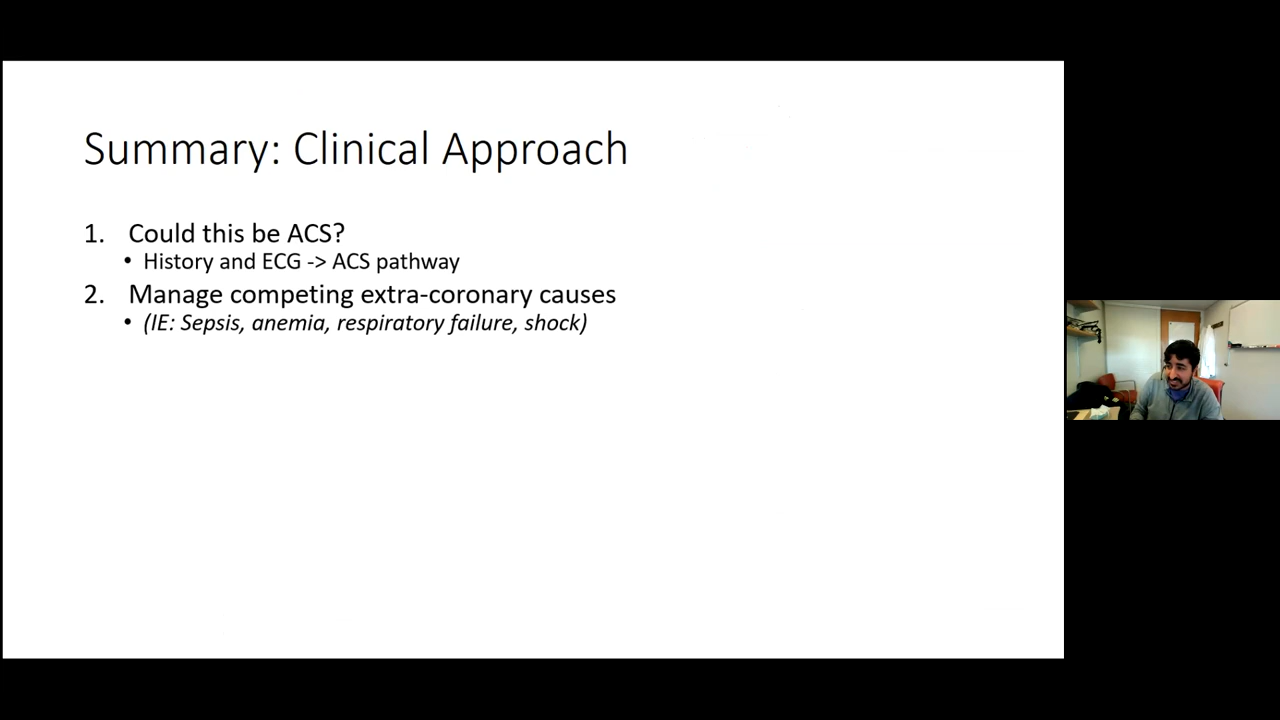 Summary: Clinical Approach
1. Could this be ACS?
• History and ECG -> ACS pathway
2. Manage competing extra-coronary causes
• (IE: Sepsis, anemia, respiratory failure, shock)